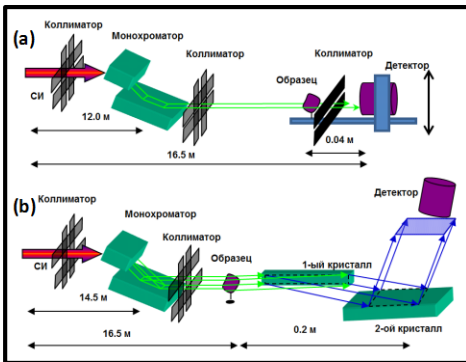 (a)
Коллиматор
Монохроматор
Коллиматор
Коллиматор
Образец
Детектор
СИ
12.0 м
0.04 м
16.5 м
(b)
Коллиматор
Монохроматор
Коллиматор
Образец
1-ый кристалл
Детектор
СИ
14.5 м
16.5 м
0.2 м
2-ой кристалл